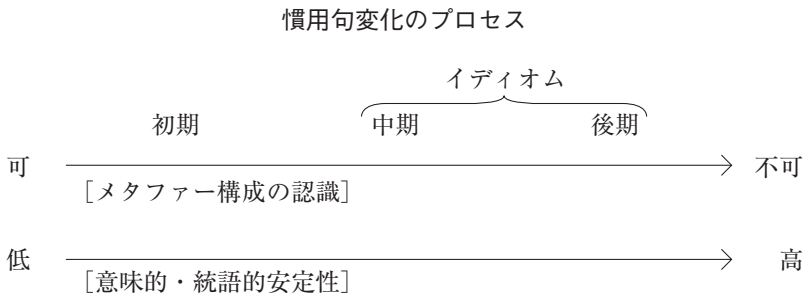 慣用句変化のプロセス
イディオム
初期 中期 後期
可 不可
［メタファー構成の認識］
低 高
［意味的・統語的安定性］